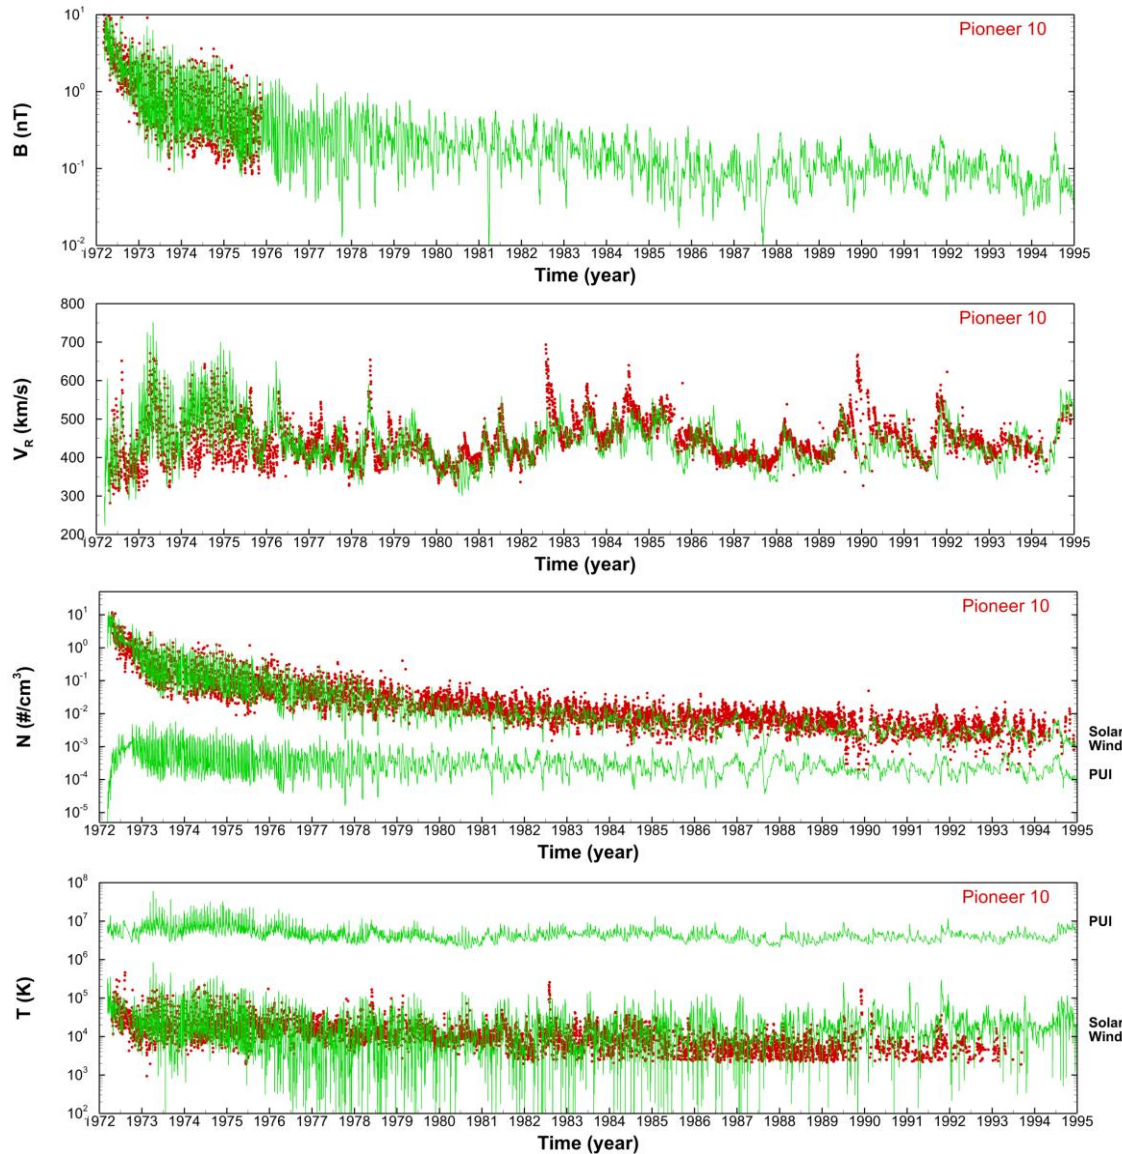 Pioneer 10
B (nT)
10¹
10⁰
10⁻¹
10⁻²
1972 1973 1974 1975 1976 1977 1978 1979 1980 1981 1982 1983 1984 1985 1986 1987 1988 1989 1990 1991 1992 1993 1994 1995
Time (year)
Pioneer 10
V_R (km/s)
800
700
600
500
400
300
200
1972 1973 1974 1975 1976 1977 1978 1979 1980 1981 1982 1983 1984 1985 1986 1987 1988 1989 1990 1991 1992 1993 1994 1995
Time (year)
Pioneer 10
N (#/cm³)
10¹
10⁰
10⁻¹
10⁻²
10⁻³
10⁻⁴
10⁻⁵
Solar
Wind
PUI
1972 1973 1974 1975 1976 1977 1978 1979 1980 1981 1982 1983 1984 1985 1986 1987 1988 1989 1990 1991 1992 1993 1994 1995
Time (year)
Pioneer 10
T (K)
10⁸
10⁷
10⁶
10⁵
10⁴
10³
10²
PUI
Solar
Wind
1972 1973 1974 1975 1976 1977 1978 1979 1980 1981 1982 1983 1984 1985 1986 1987 1988 1989 1990 1991 1992 1993 1994 1995
Time (year)